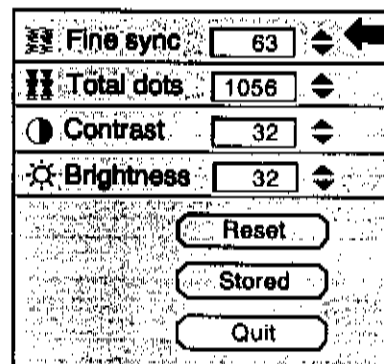 Fine sync 63
Total dots 1056
Contrast 32
Brightness 32
Reset
Stored
Quit